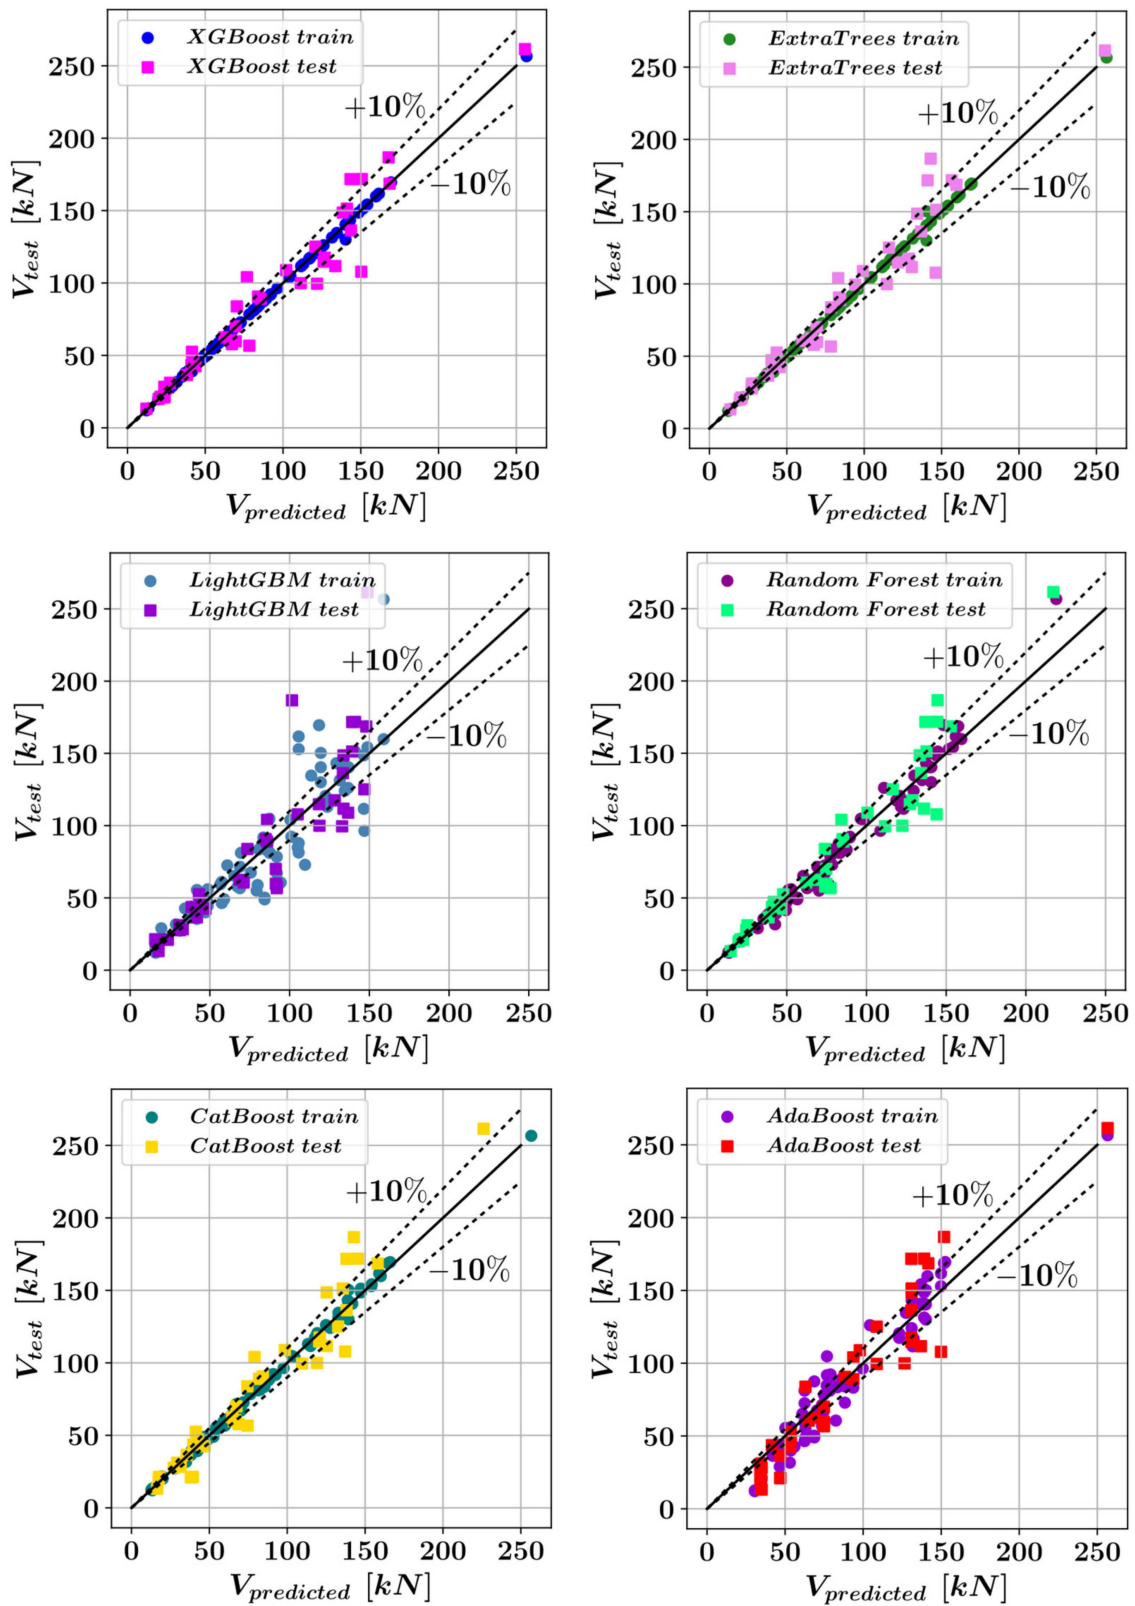 XGBoost train
XGBoost test
+10%
−10%
250
200
150
100
50
0
V_test [kN]
0 50 100 150 200 250
V_predicted [kN]
ExtraTrees train
ExtraTrees test
+10%
−10%
250
200
150
100
50
0
V_test [kN]
0 50 100 150 200 250
V_predicted [kN]
LightGBM train
LightGBM test
+10%
−10%
250
200
150
100
50
0
V_test [kN]
0 50 100 150 200 250
V_predicted [kN]
Random Forest train
Random Forest test
+10%
−10%
250
200
150
100
50
0
V_test [kN]
0 50 100 150 200 250
V_predicted [kN]
CatBoost train
CatBoost test
+10%
−10%
250
200
150
100
50
0
V_test [kN]
0 50 100 150 200 250
V_predicted [kN]
AdaBoost train
AdaBoost test
+10%
−10%
250
200
150
100
50
0
V_test [kN]
0 50 100 150 200 250
V_predicted [kN]